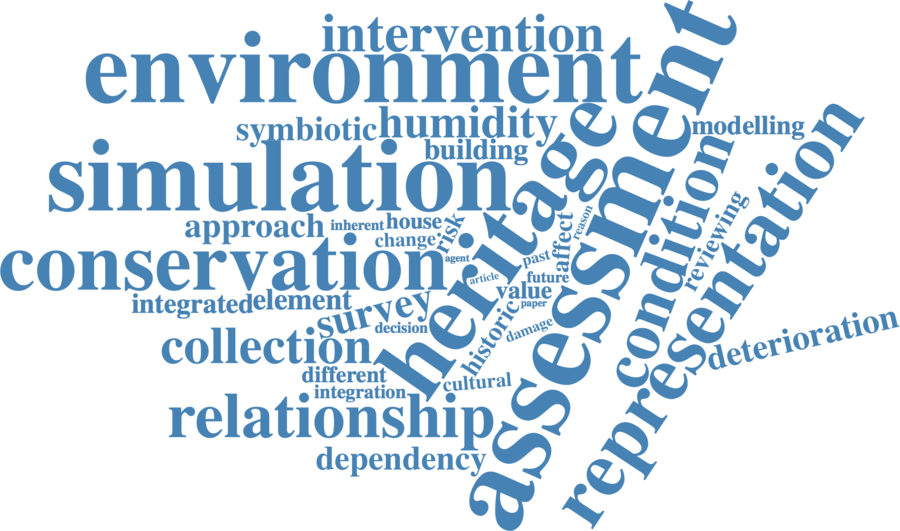 intervention
environment
assessment
symbiotic
humidity
modelling
building
simulation
heritage
condition
representation
approach
inherent
house
change
risk
agent
affect
reason
reviewing
past
conservation
article
future
value
paper
integrated
element
survey
decision
historic
damage
deterioration
collection
different
integration
cultural
relationship
dependency